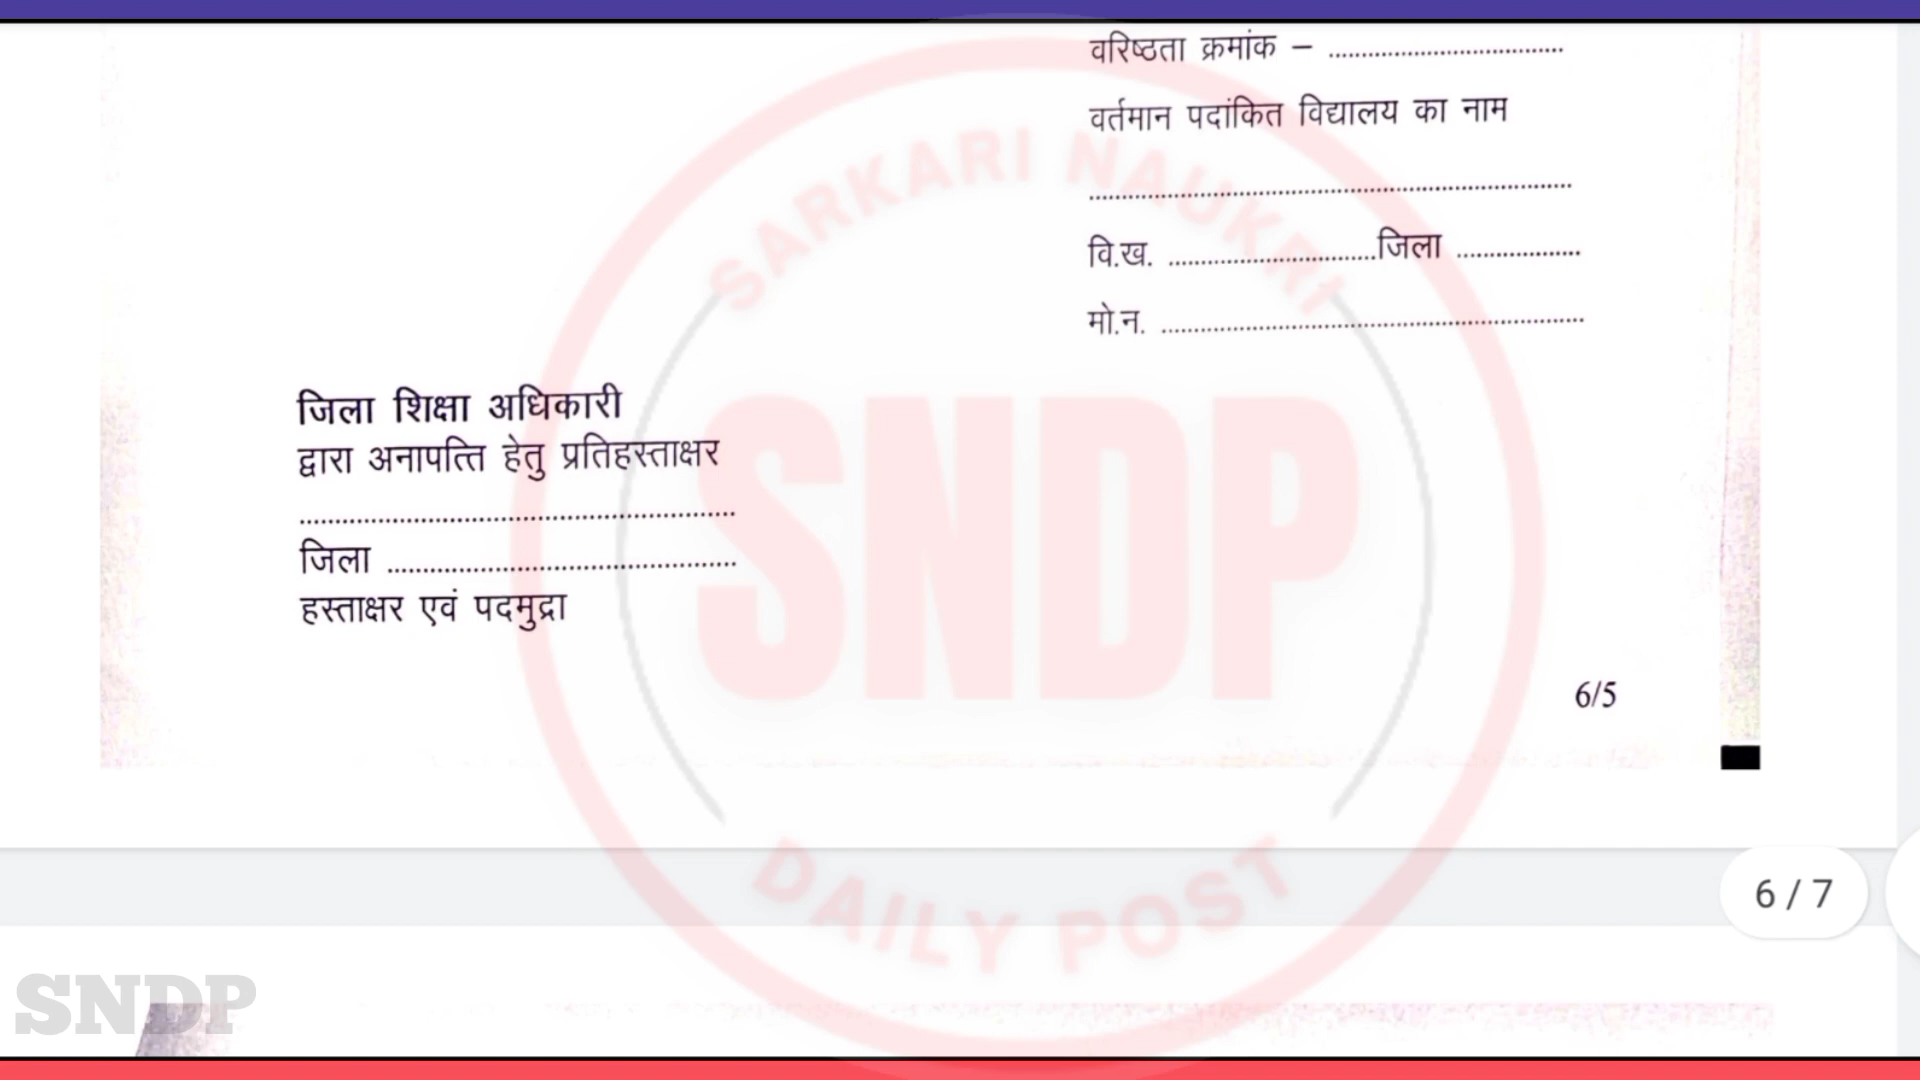 वरिष्ठता क्रमांक – ....................................
वर्तमान पदांकित विद्यालय का नाम
..........................................................................
वि.ख. ................................जिला ...................
मो.न. .................................................................
जिला शिक्षा अधिकारी
द्वारा अनापत्ति हेतु प्रतिहस्ताक्षर
...................................................................
जिला ......................................................
हस्ताक्षर एवं पदमुद्रा
6/5
SARKARI NAUKRI
SNDP
DAILY POST
6 / 7
SNDP